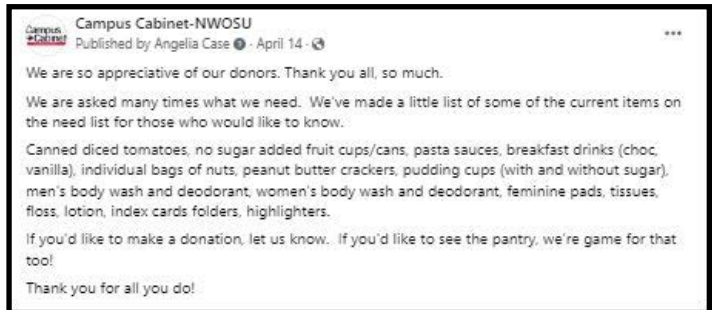 Campus
Cabinet
Campus Cabinet-NWOSU
Published by Angelia Case · April 14 ·
We are so appreciative of our donors. Thank you all, so much.
We are asked many times what we need. We've made a little list of some of the current items on
the need list for those who would like to know.
Canned diced tomatoes, no sugar added fruit cups/cans, pasta sauces, breakfast drinks (choc,
vanilla), individual bags of nuts, peanut butter crackers, pudding cups (with and without sugar),
men's body wash and deodorant, women's body wash and deodorant, feminine pads, tissues,
floss, lotion, index cards folders, highlighters.
If you'd like to make a donation, let us know. If you'd like to see the pantry, we're game for that
too!
Thank you for all you do!